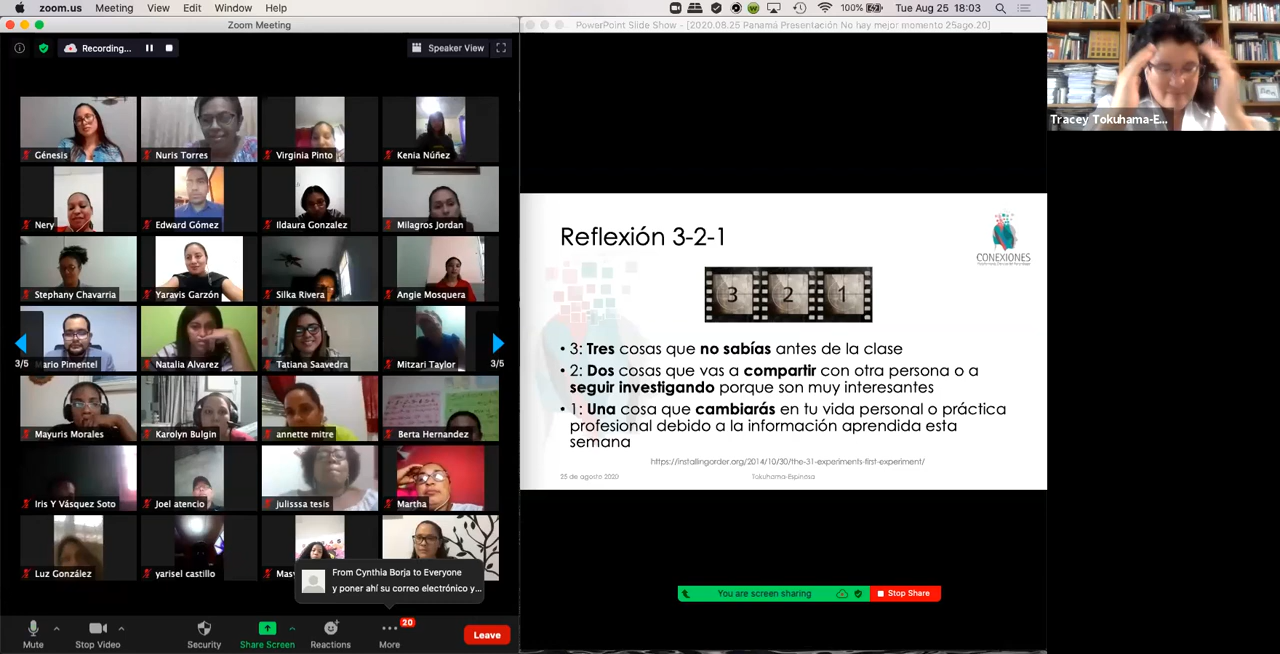 zoom.us Meeting View Edit Window Help
100% Tue Aug 25 18:03
Zoom Meeting
PowerPoint Slide Show - [2020.08.25 Panamá Presentación No hay mejor momento 25ago.20]
Recording...
Speaker View
Génesis
Nuris Torres
Virginia Pinto
Kenia Núñez
Nery
Edward Gómez
Ildaura Gonzalez
Milagros Jordan
Stephany Chavarria
Yaravis Garzón
Silka Rivera
Angie Mosquera
3/5
ario Pimentel
Natalia Alvarez
Tatiana Saavedra
Mitzari Taylor
3/5
Mayuris Morales
Karolyn Bulgin
annette mitre
Berta Hernandez
Iris Y Vásquez Soto
Joel atencio
julisssa tesis
Martha
Luz González
yarisel castillo
From Cynthia Borja to Everyone
y poner ahí su correo electrónico y...
Mute
Stop Video
Security
Share Screen
Reactions
More
20
Leave
Tracey Tokuhama-E...
Reflexión 3-2-1
CONEXIONES
3 2 1
• 3: Tres cosas que no sabías antes de la clase
• 2: Dos cosas que vas a compartir con otra persona o a
seguir investigando porque son muy interesantes
• 1: Una cosa que cambiarás en tu vida personal o práctica
profesional debido a la información aprendida esta
semana
https://installingorder.org/2014/10/30/the-31-experiments-first-experiment/
25 de agosto 2020
Tokuhama-Espinosa
You are screen sharing
Stop Share